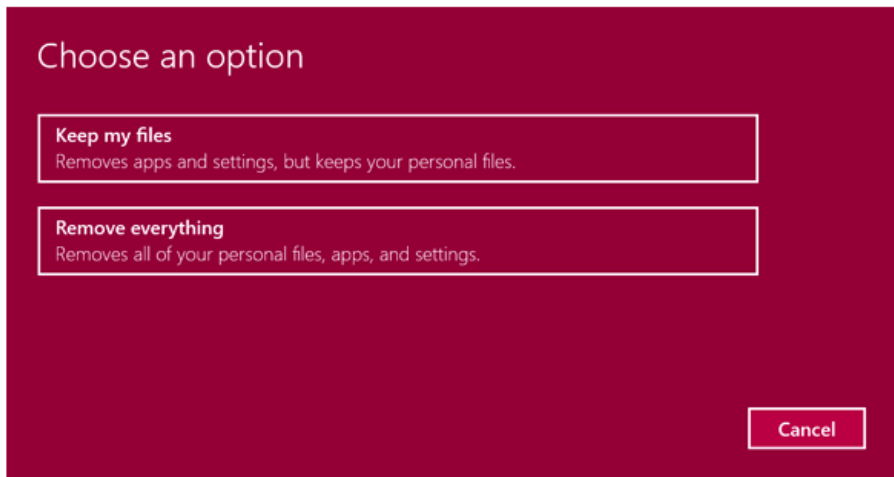 Choose an option
Keep my files
Removes apps and settings, but keeps your personal files.
Remove everything
Removes all of your personal files, apps, and settings.
Cancel